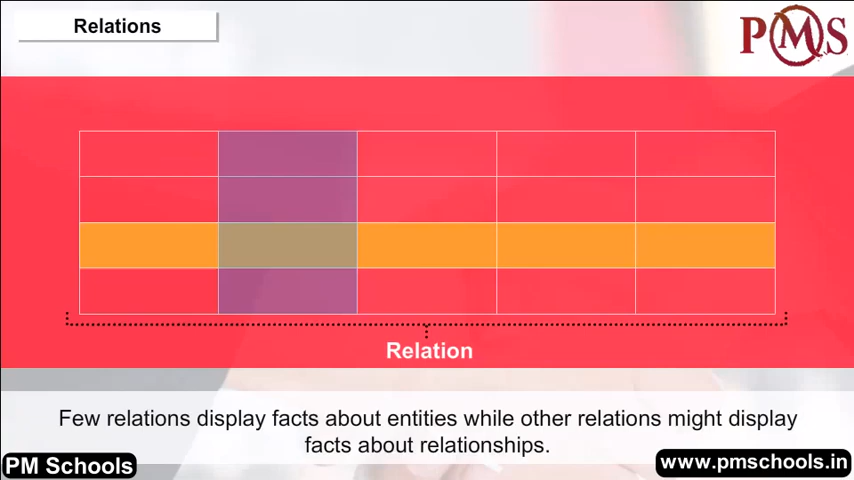 Relations
PMS
Relation
Few relations display facts about entities while other relations might display
facts about relationships.
PM Schools
www.pmschools.in